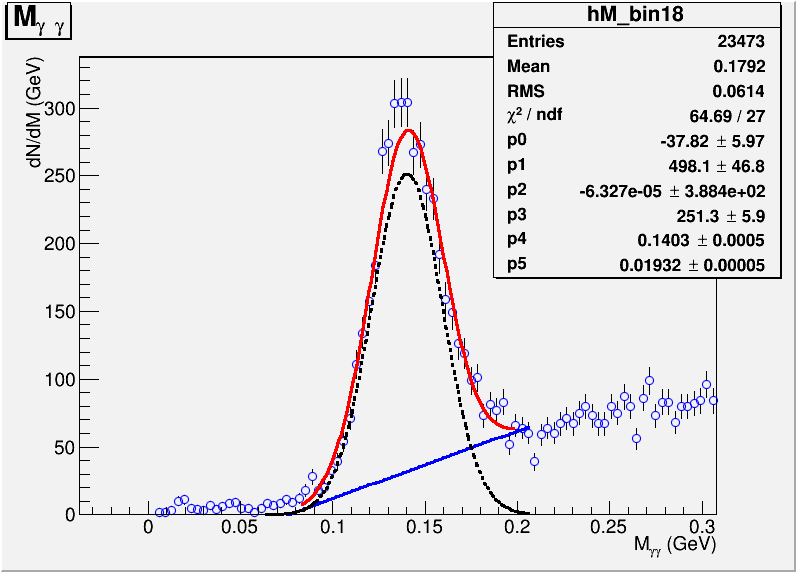 M γ γ
hM_bin18
Entries 23473
Mean 0.1792
RMS 0.0614
χ² / ndf 64.69 / 27
p0 -37.82 ± 5.97
p1 498.1 ± 46.8
p2 -6.327e-05 ± 3.884e+02
p3 251.3 ± 5.9
p4 0.1403 ± 0.0005
p5 0.01932 ± 0.00005
dN/dM (GeV)
300
250
200
150
100
50
0
0 0.05 0.1 0.15 0.2 0.25 0.3
Mγγ (GeV)